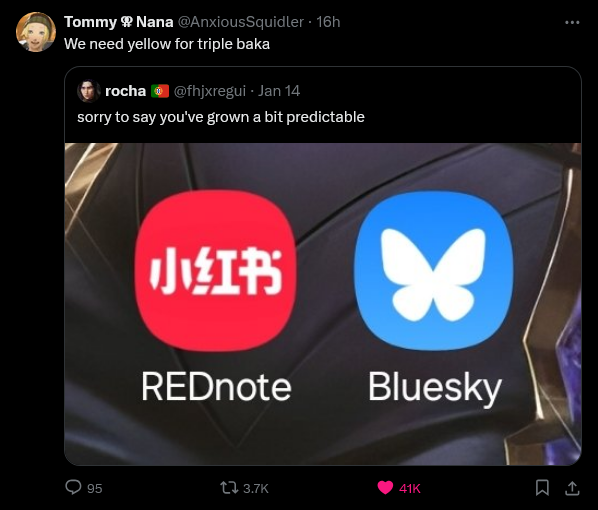 Tommy 🎗 Nana @AnxiousSquidler · 16h
We need yellow for triple baka
rocha 🇵🇹 @fhjxregui · Jan 14
sorry to say you've grown a bit predictable
小红书
REDnote Bluesky
95 3.7K 41K